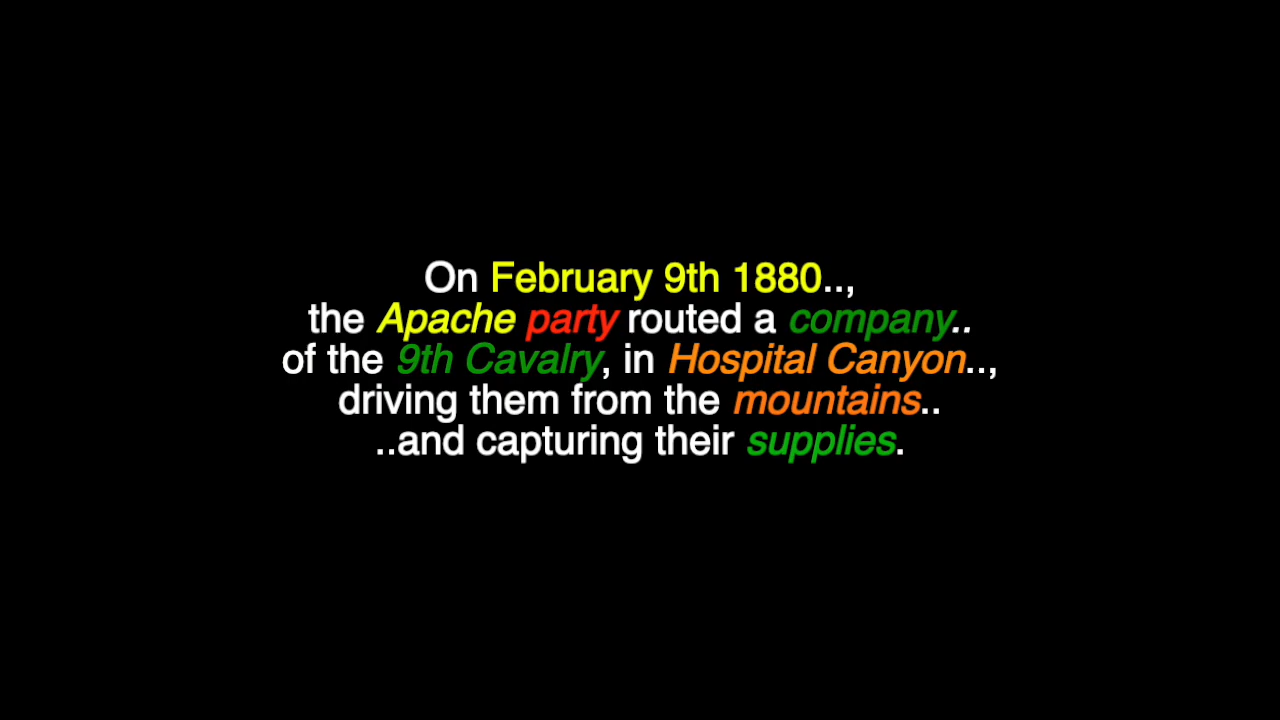 On February 9th 1880..,
the Apache party routed a company..
of the 9th Cavalry, in Hospital Canyon..,
driving them from the mountains..
..and capturing their supplies.